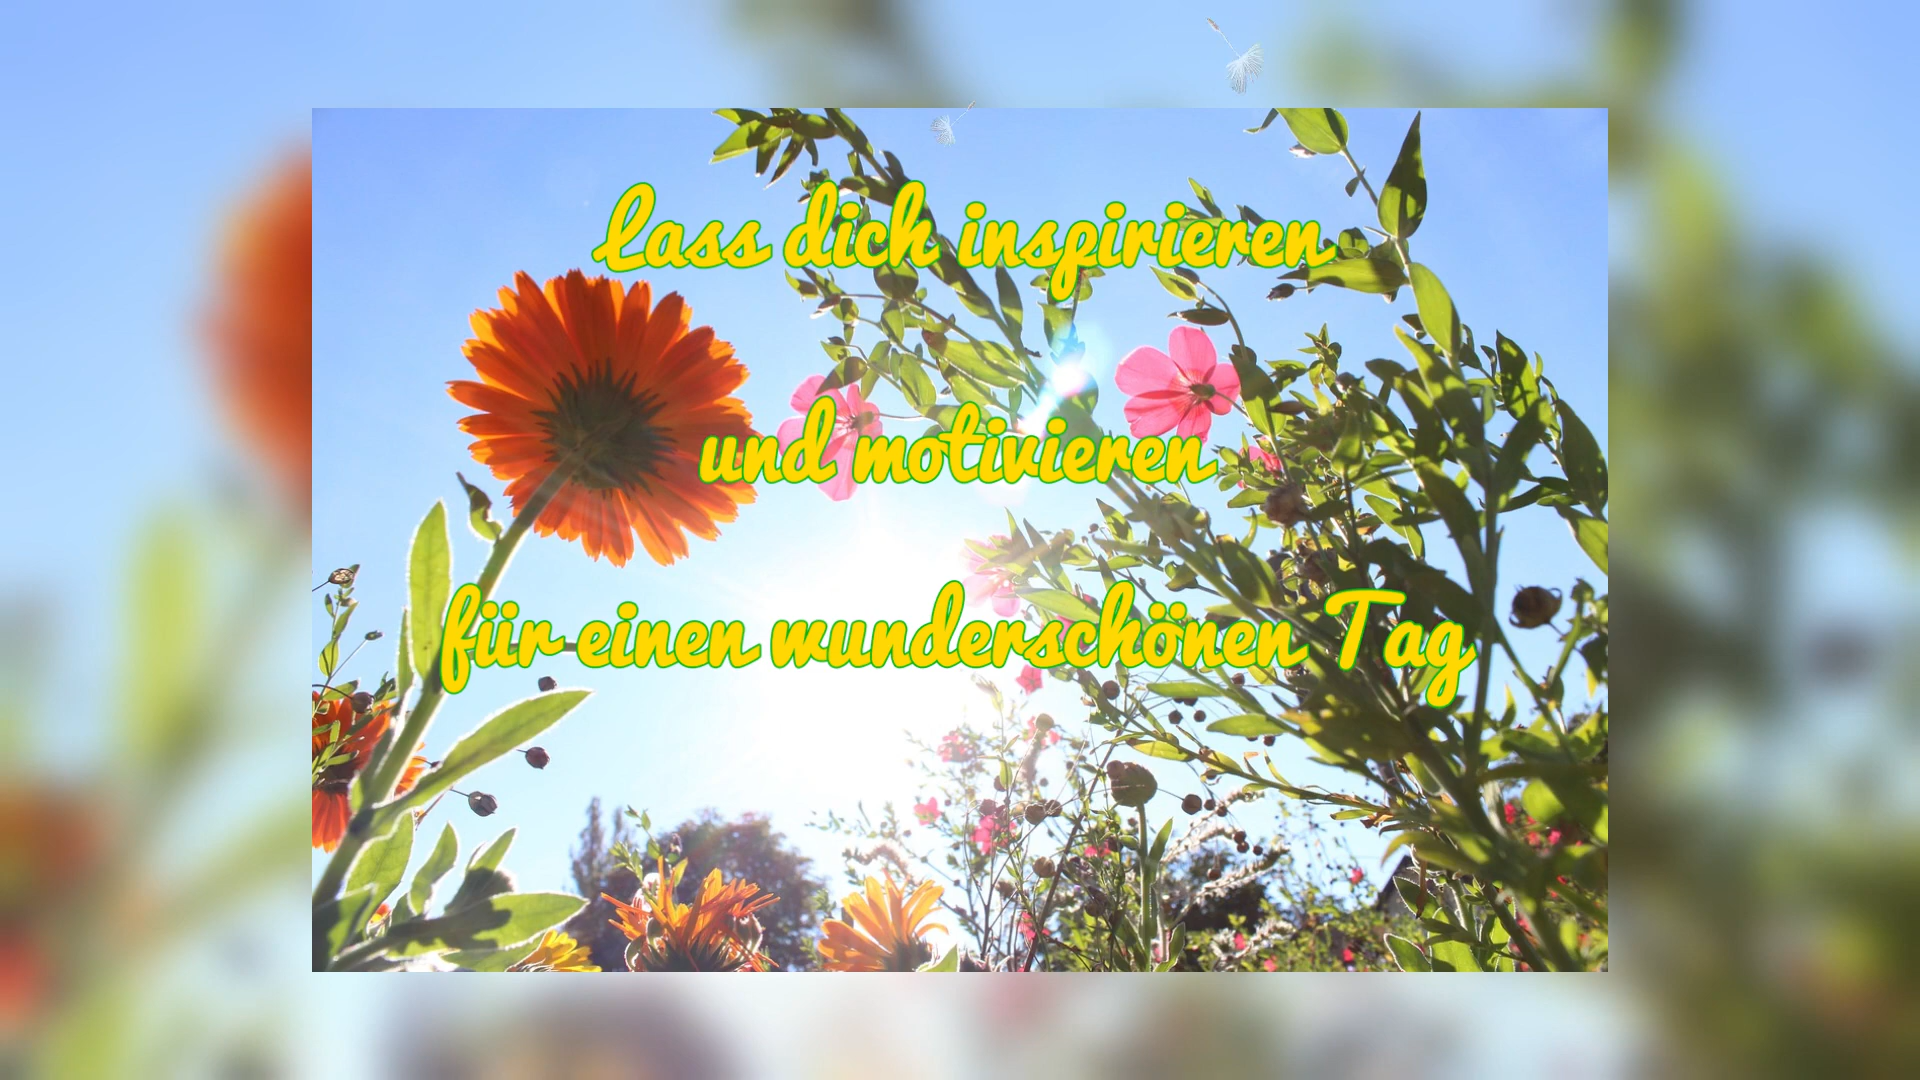 Lass dich inspirieren
und motivieren
für einen wunderschönen Tag